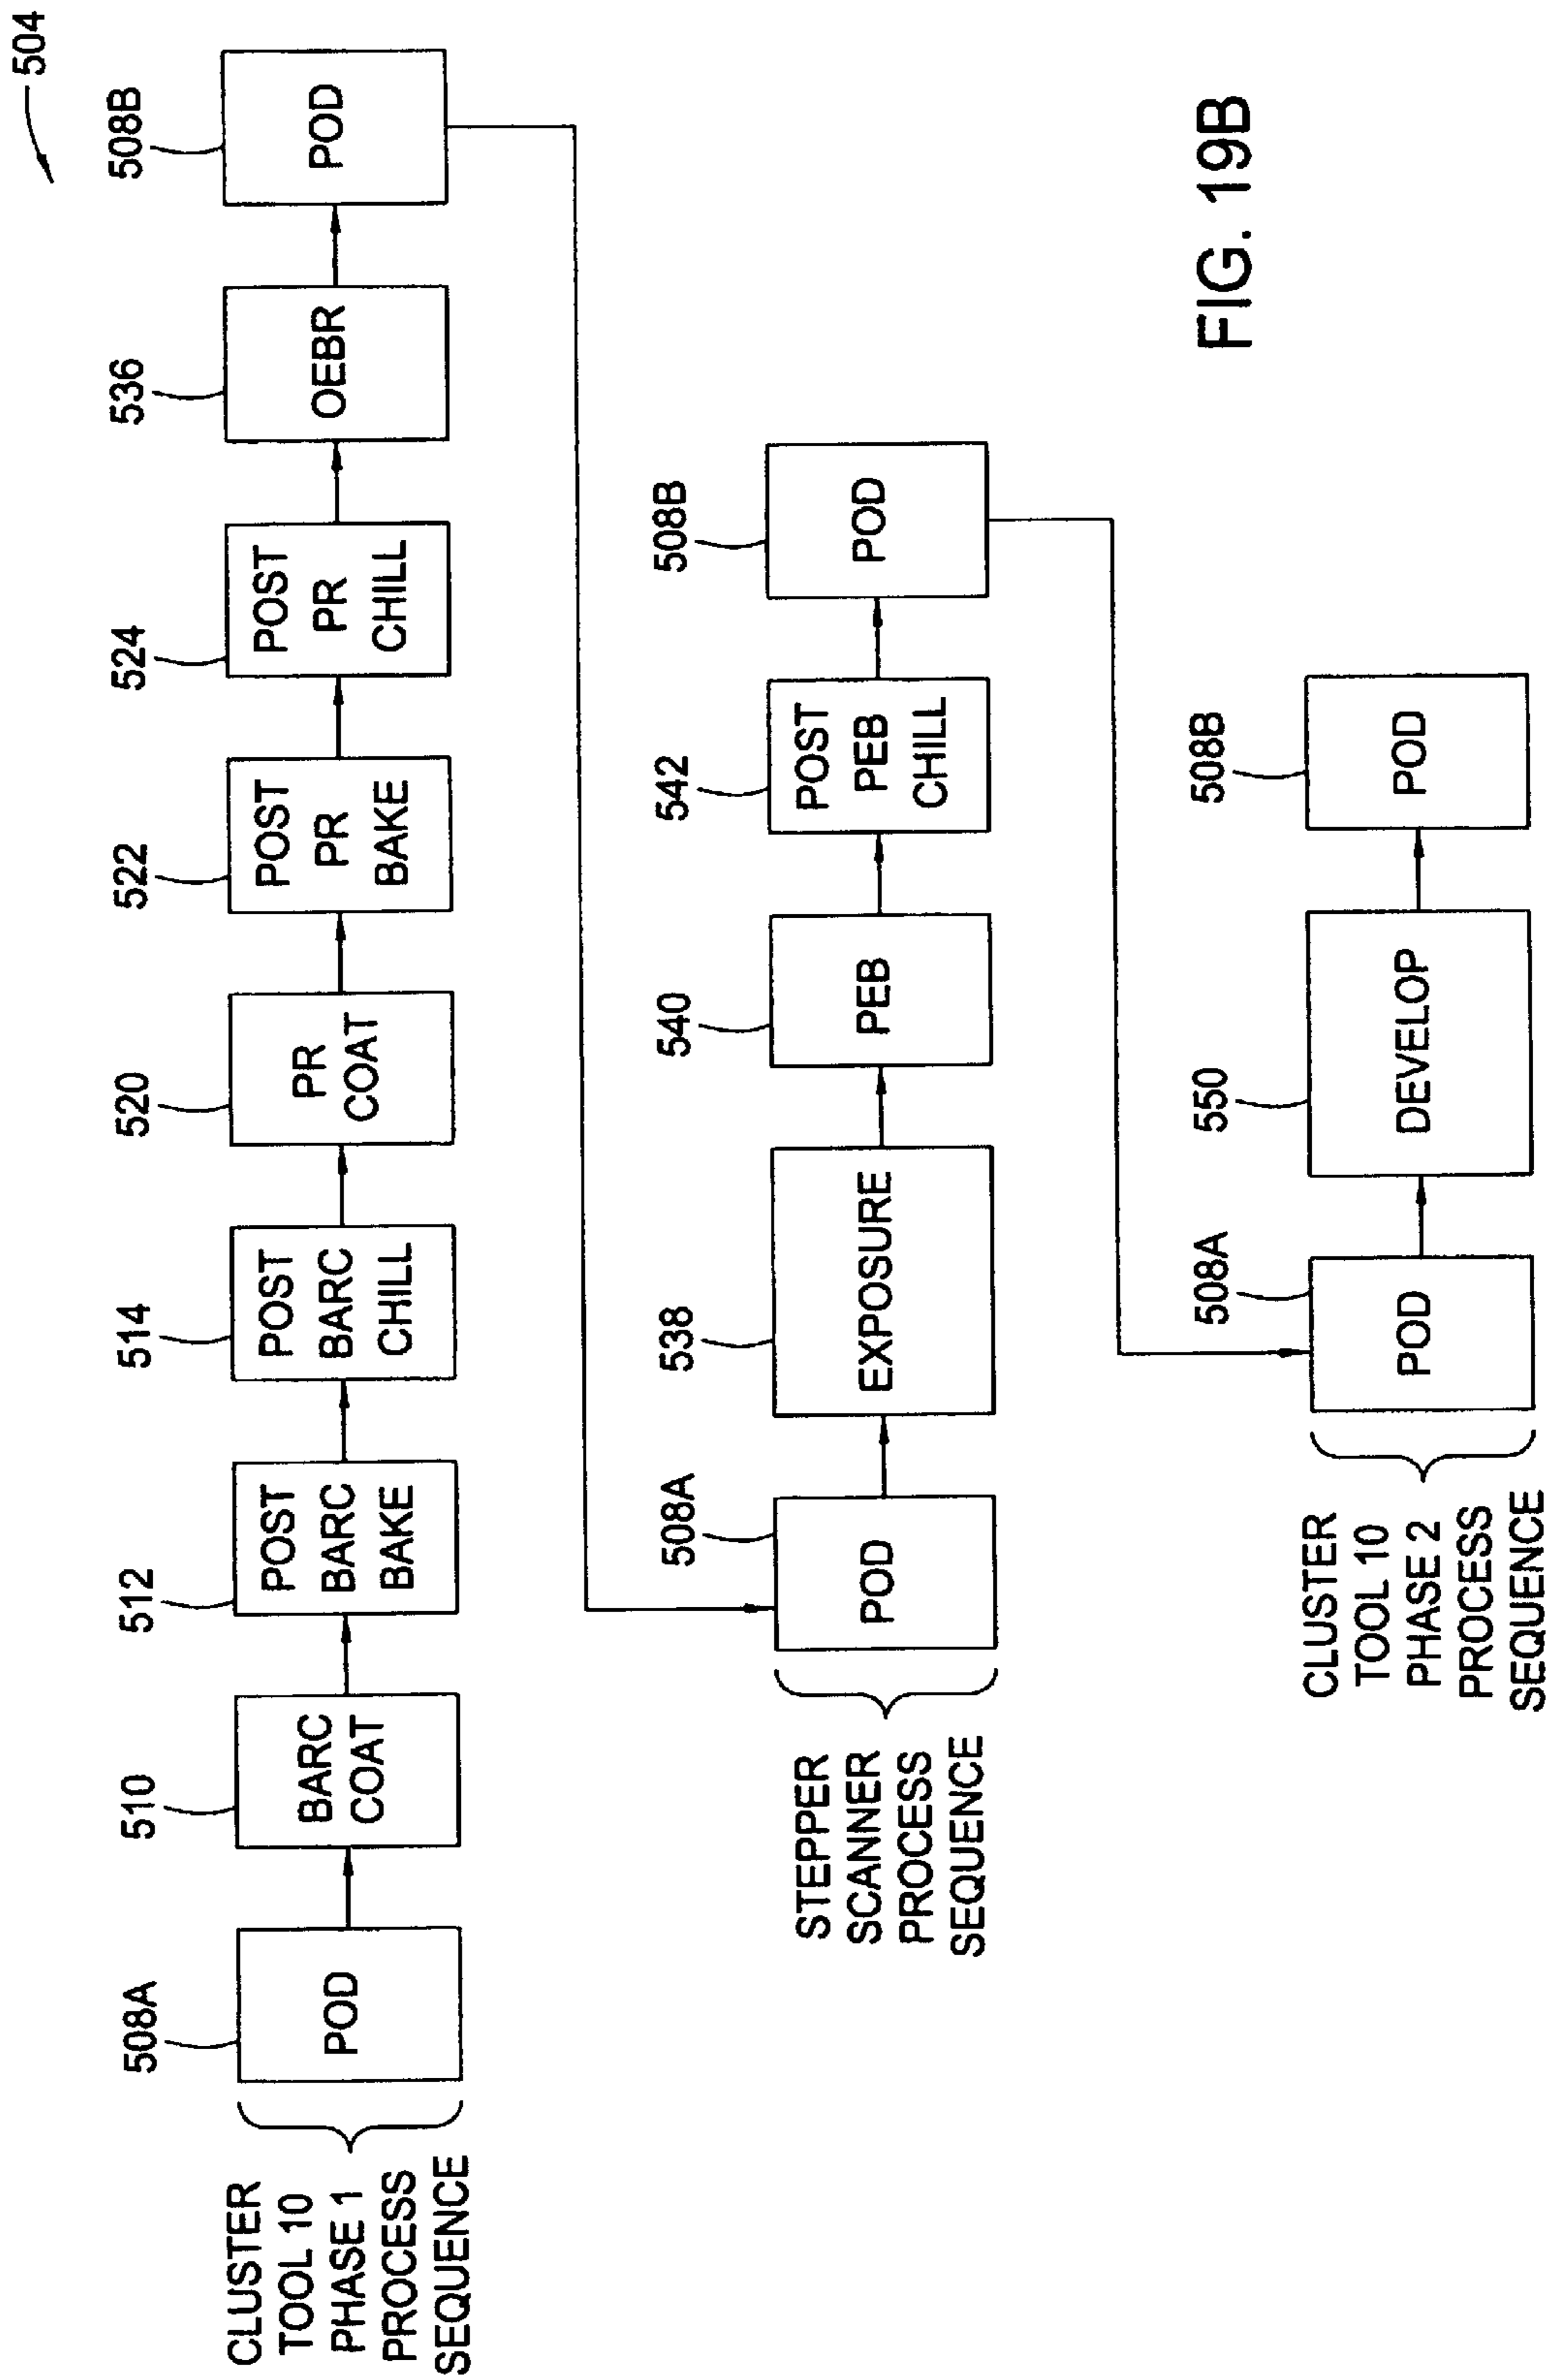 504
CLUSTER
TOOL 10
PHASE 1
PROCESS
SEQUENCE
508A
POD
510
BARC
COAT
512
POST
BARC
BAKE
514
POST
BARC
CHILL
520
PR
COAT
522
POST
PR
BAKE
524
POST
PR
CHILL
536
OEBR
508B
POD
STEPPER
SCANNER
PROCESS
SEQUENCE
508A
POD
538
EXPOSURE
540
PEB
542
POST
PEB
CHILL
508B
POD
CLUSTER
TOOL 10
PHASE 2
PROCESS
SEQUENCE
508A
POD
550
DEVELOP
508B
POD
FIG. 19B